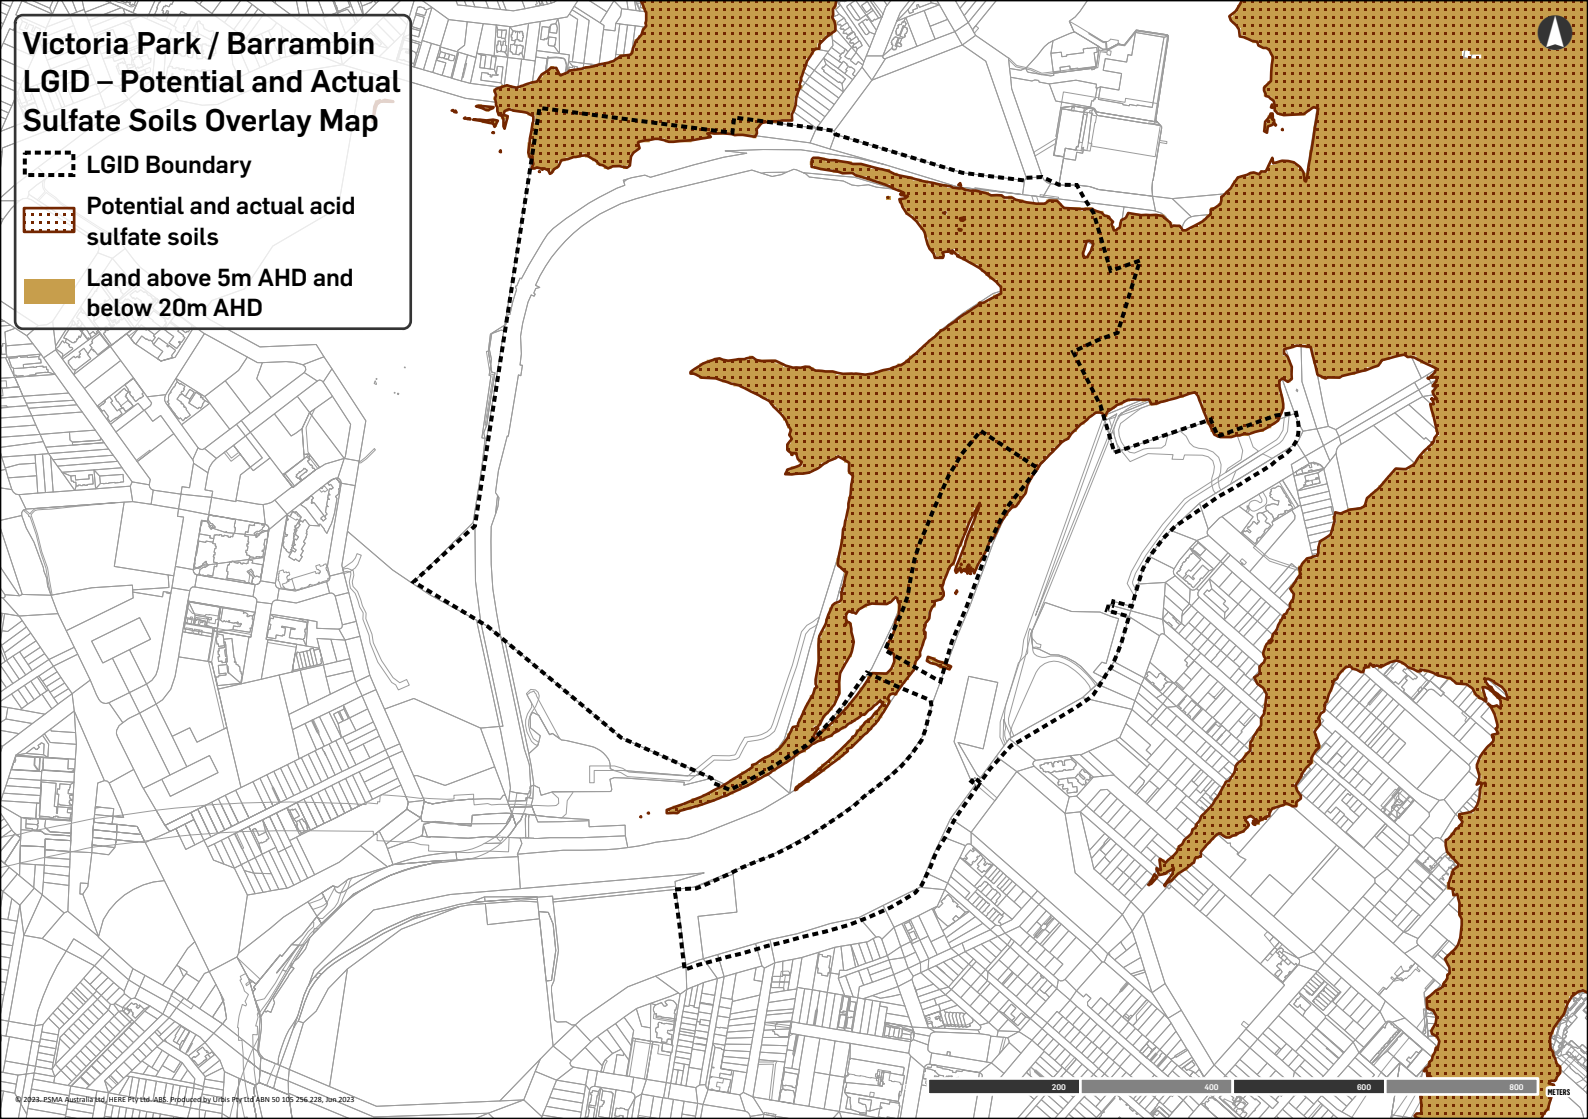 Victoria Park / Barrambin
LGID – Potential and Actual
Sulfate Soils Overlay Map
LGID Boundary
Potential and actual acid
sulfate soils
Land above 5m AHD and
below 20m AHD
200
400
600
800
METERS
© 2023. PSMA Australia Ltd, HERE Pty Ltd. ABS. Produced by Urbis Pty Ltd ABN 50 105 256 228, Jun 2023